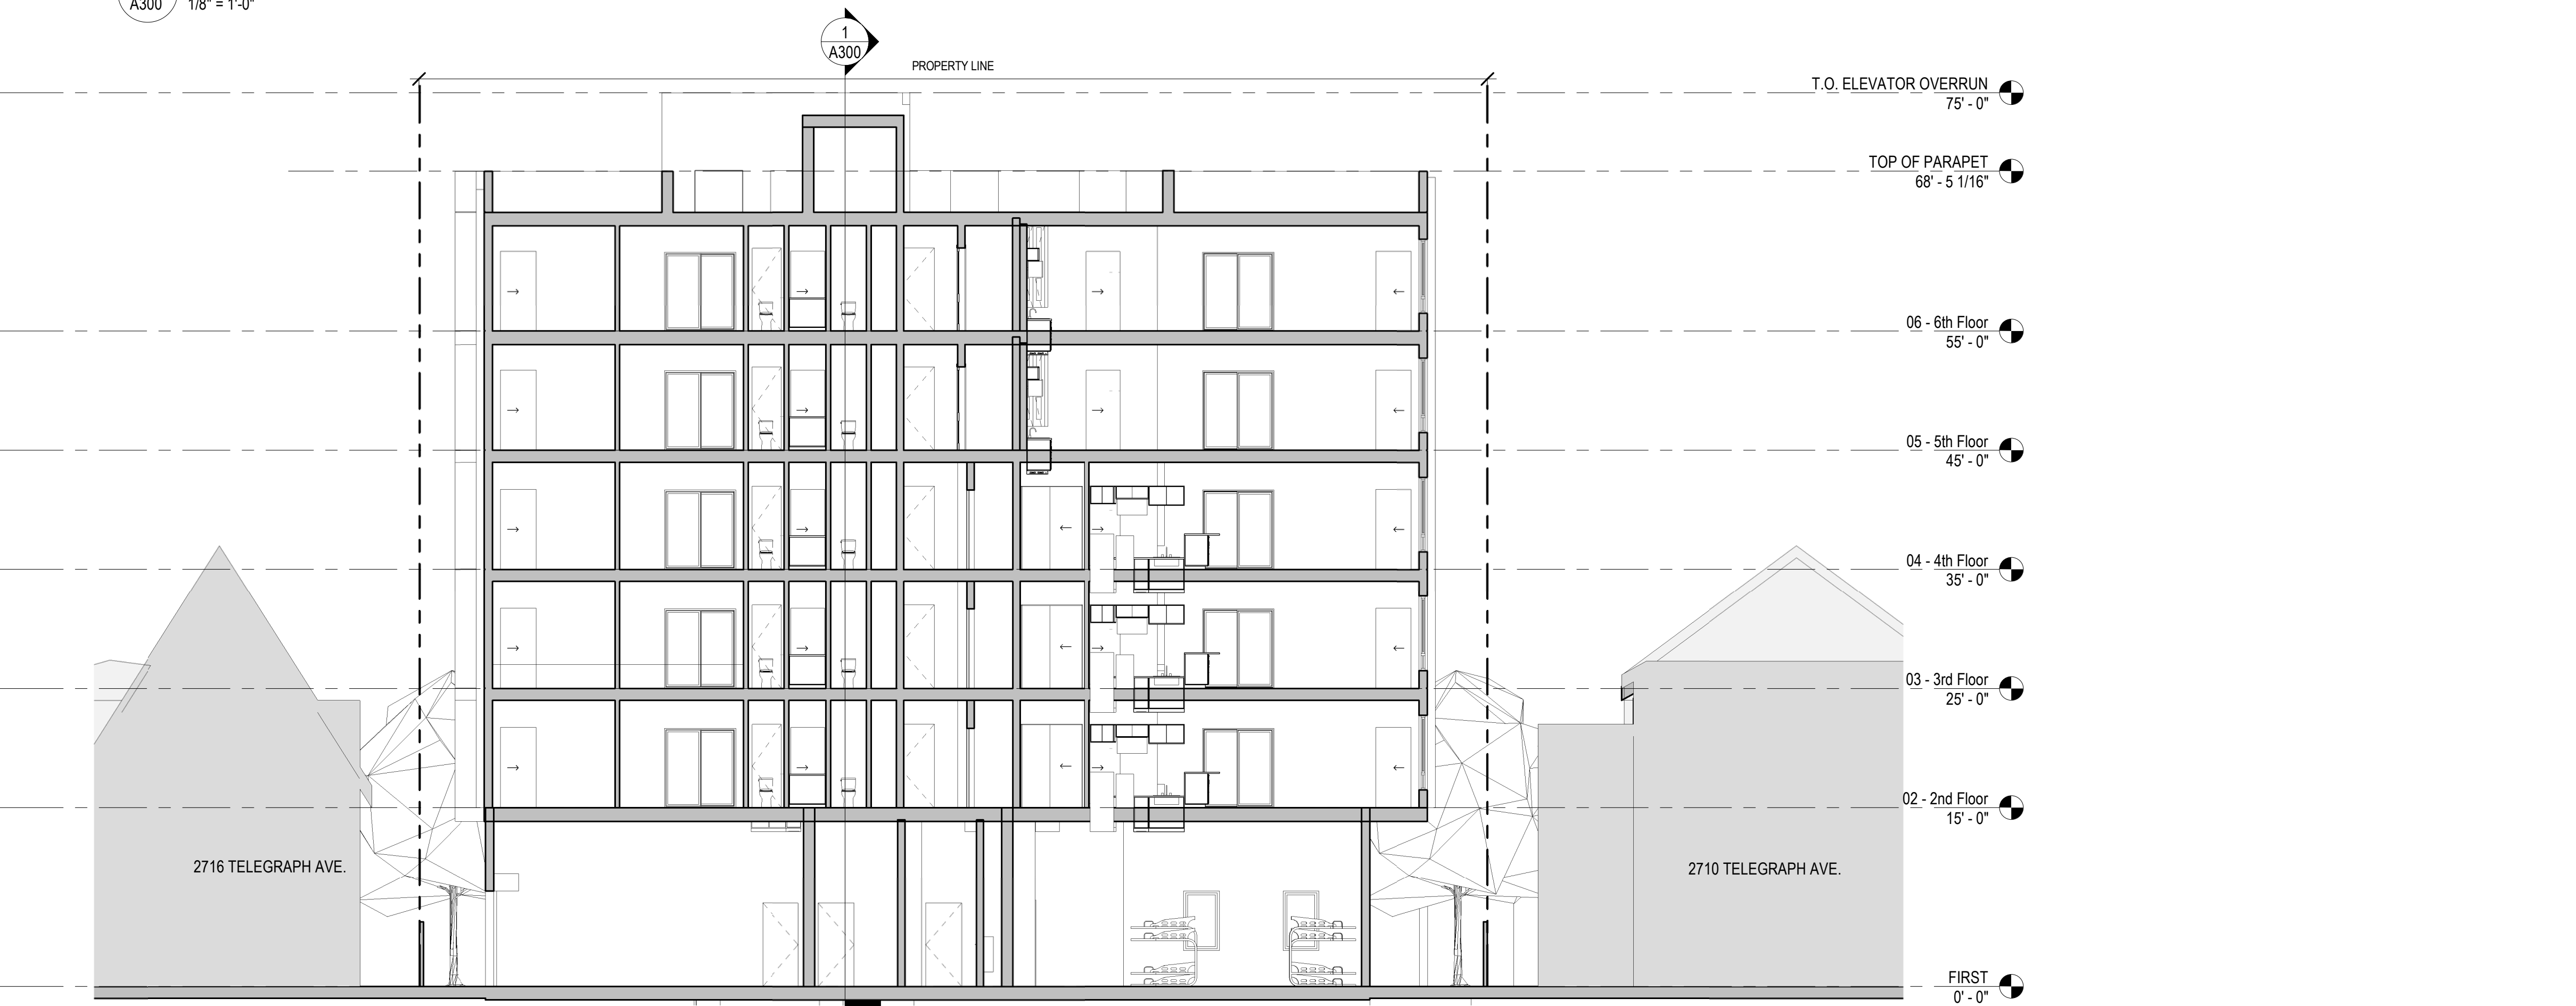 A300
1/8" = 1'-0"
1
A300
PROPERTY LINE
T.O. ELEVATOR OVERRUN
75' - 0"
TOP OF PARAPET
68' - 5 1/16"
06 - 6th Floor
55' - 0"
05 - 5th Floor
45' - 0"
04 - 4th Floor
35' - 0"
03 - 3rd Floor
25' - 0"
02 - 2nd Floor
15' - 0"
2716 TELEGRAPH AVE.
2710 TELEGRAPH AVE.
FIRST
0' - 0"